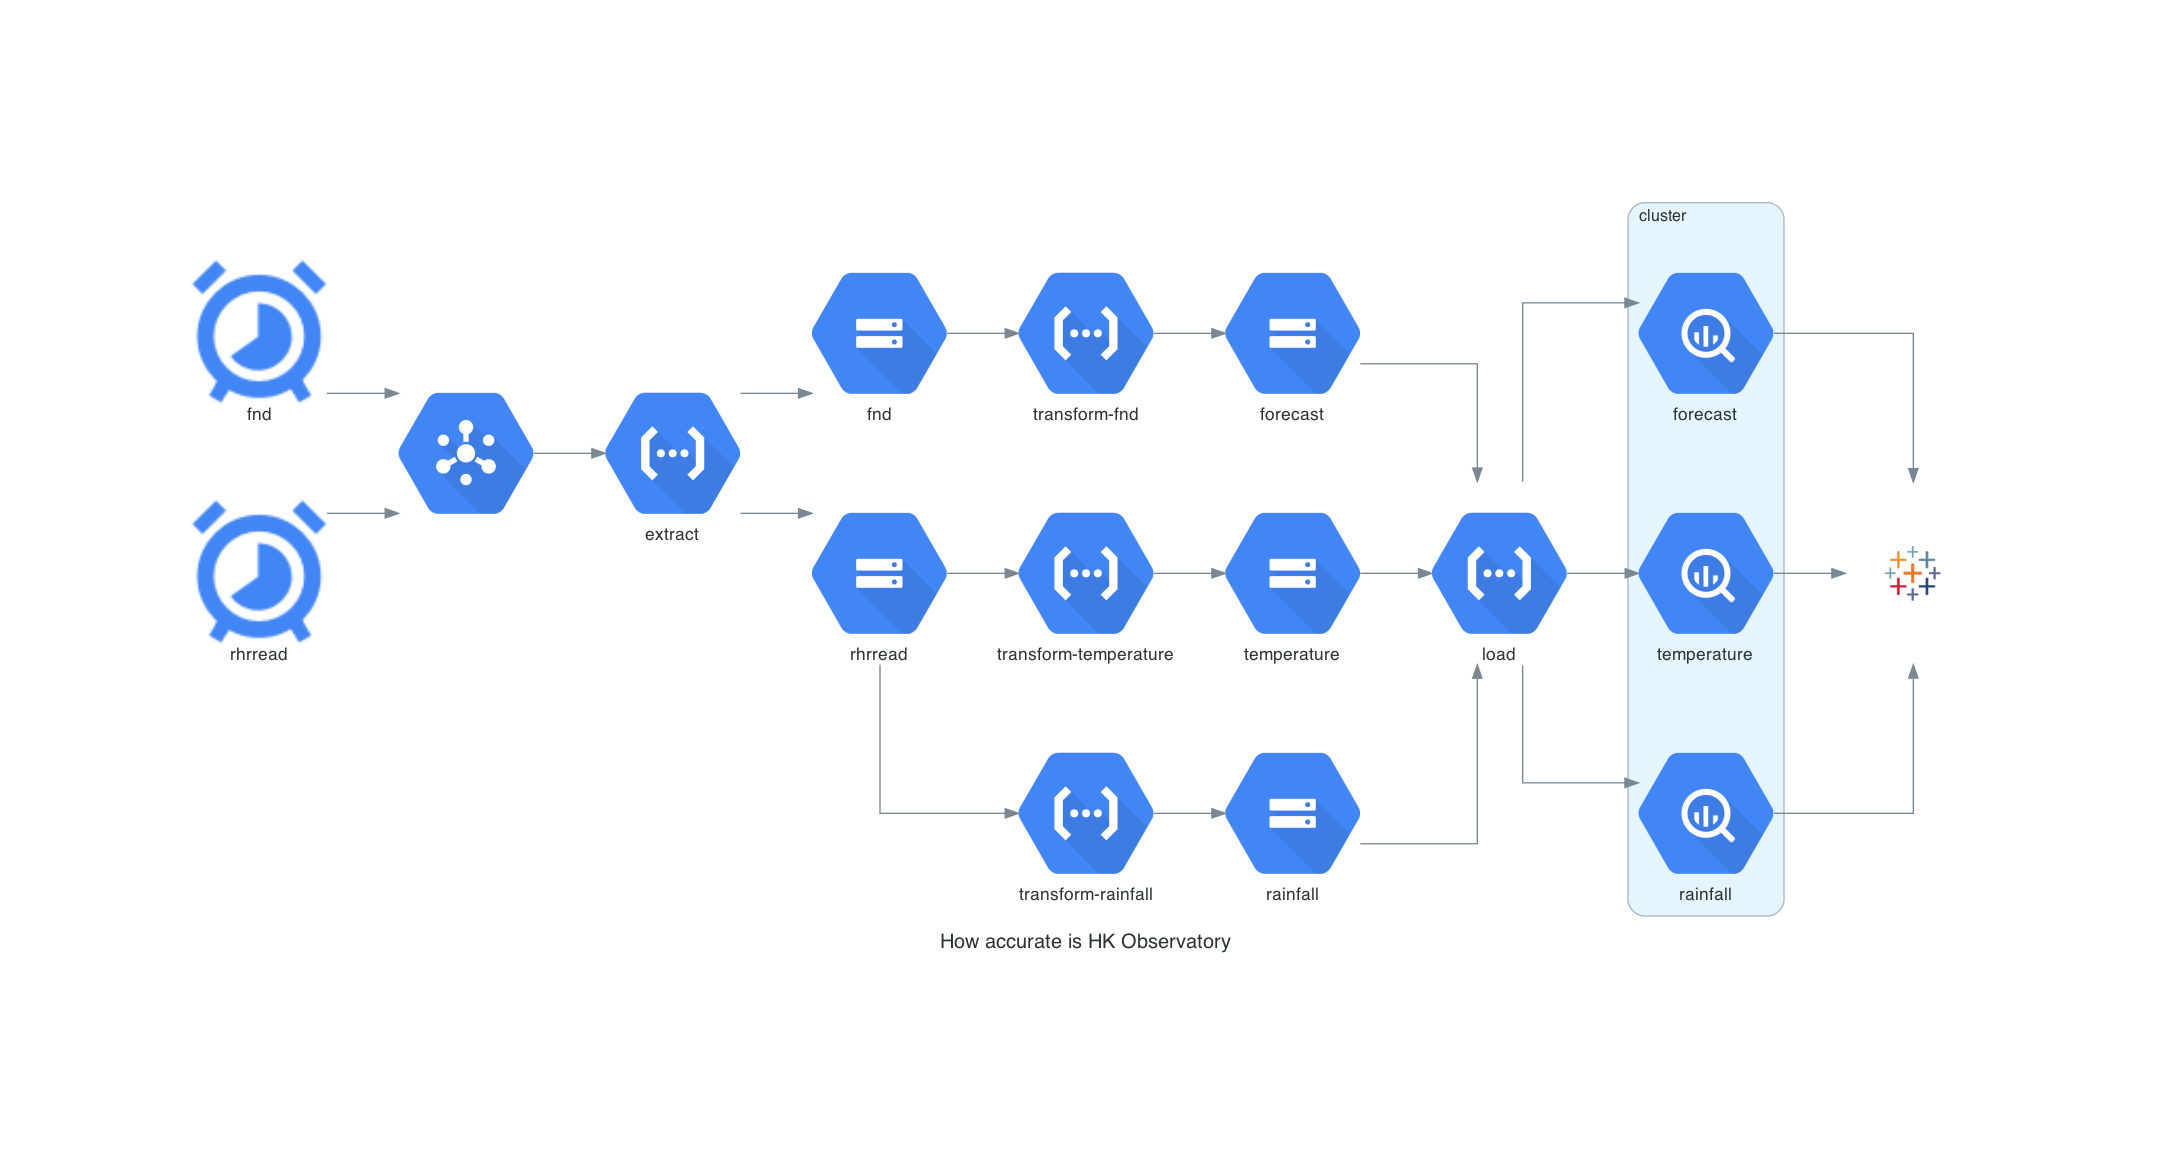 cluster
fnd
fnd
transform-fnd
forecast
forecast
extract
rhrread
rhrread
transform-temperature
temperature
load
temperature
transform-rainfall
rainfall
rainfall
How accurate is HK Observatory